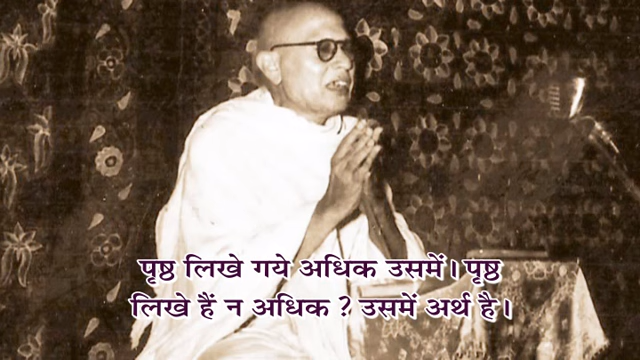 पृष्ठ लिखे गये अधिक उसमें। पृष्ठ
लिखे हैं न अधिक ? उसमें अर्थ है।